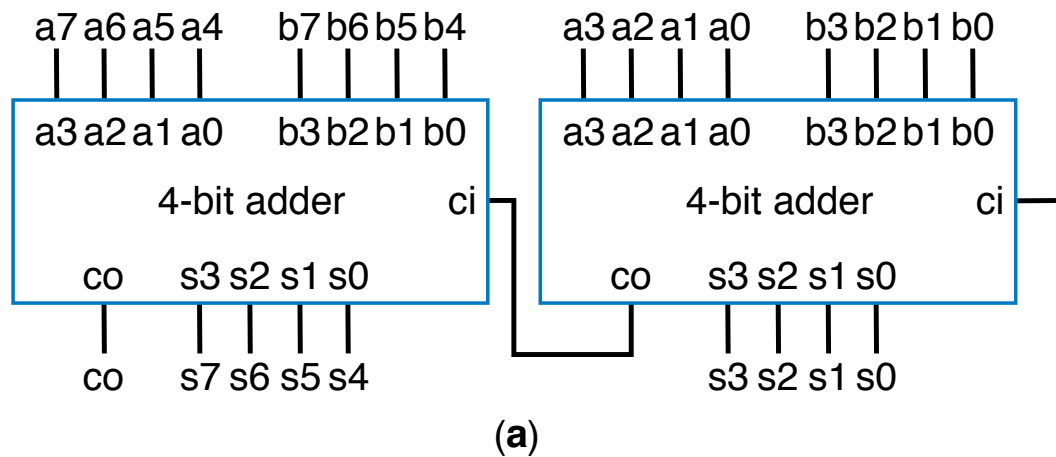 a7 a6 a5 a4 b7 b6 b5 b4 a3 a2 a1 a0 b3 b2 b1 b0
a3 a2 a1 a0 b3 b2 b1 b0 a3 a2 a1 a0 b3 b2 b1 b0
4-bit adder ci 4-bit adder ci
co s3 s2 s1 s0 co s3 s2 s1 s0
co s7 s6 s5 s4 s3 s2 s1 s0
(a)